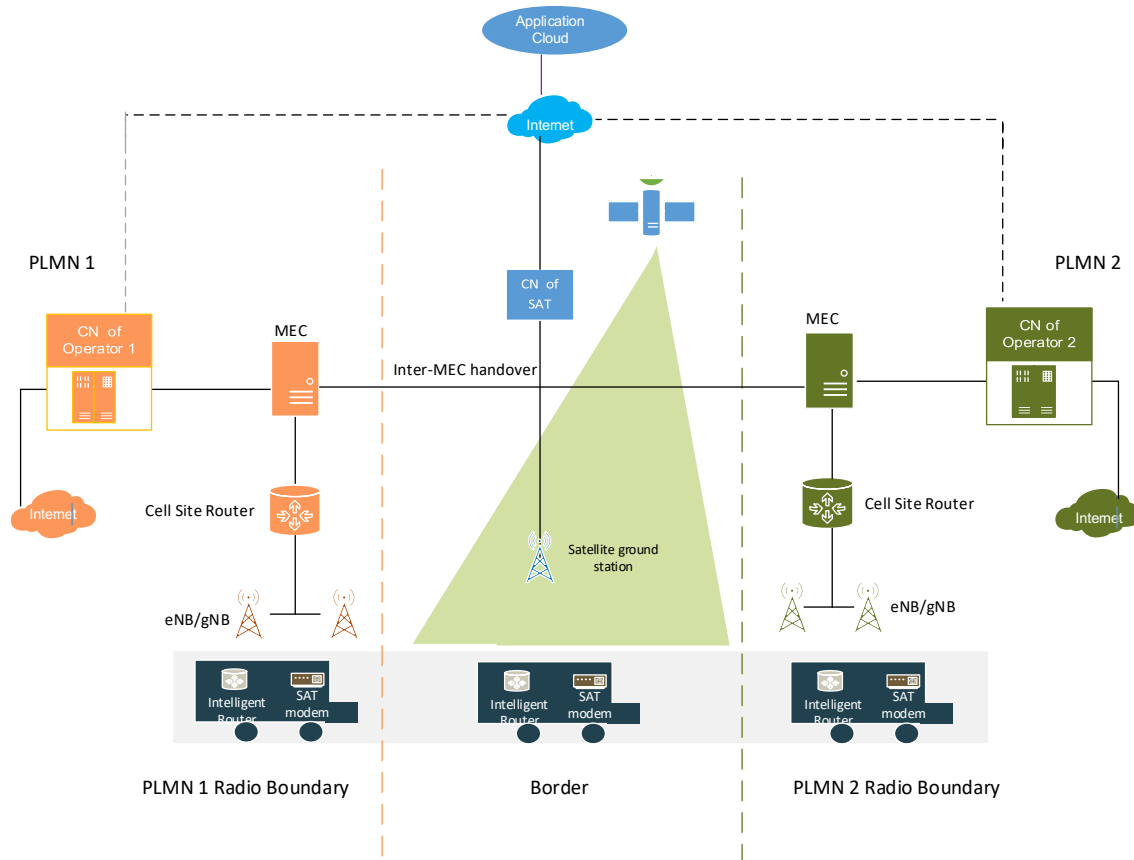 Application
Cloud
Internet
PLMN 1
PLMN 2
CN of
SAT
CN of
Operator 1
MEC
MEC
CN of
Operator 2
Inter-MEC handover
Internet
Cell Site Router
Cell Site Router
Internet
Satellite ground
station
eNB/gNB
eNB/gNB
Intelligent
Router
SAT
modem
Intelligent
Router
SAT
modem
Intelligent
Router
SAT
modem
PLMN 1 Radio Boundary
Border
PLMN 2 Radio Boundary